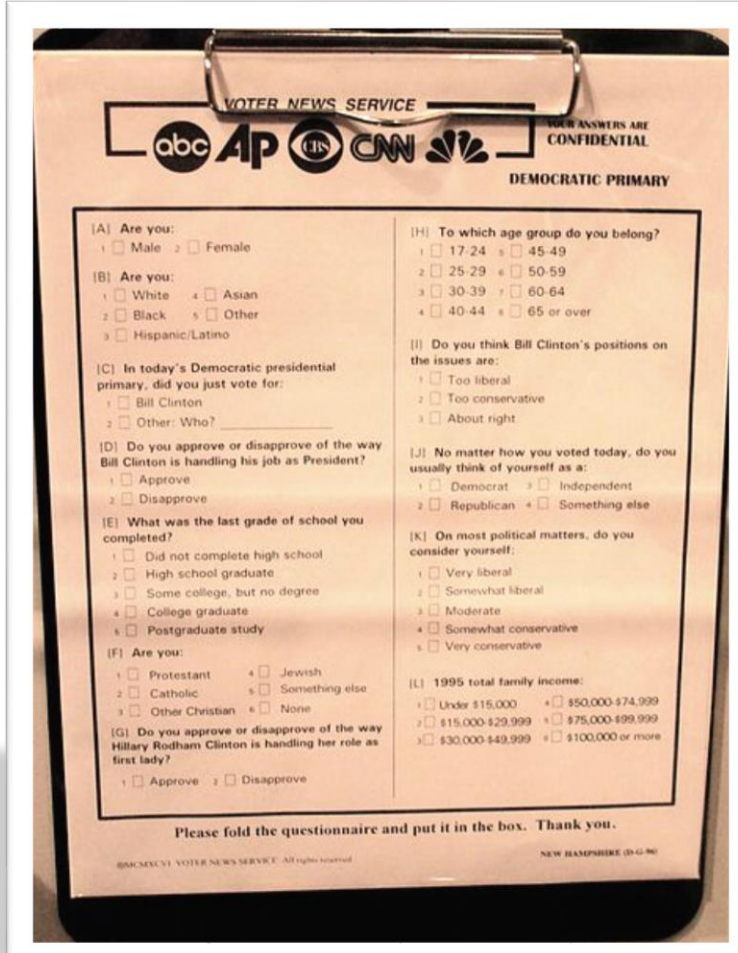 VOTER NEWS SERVICE
abc AP CBS CNN
YOUR ANSWERS ARE
CONFIDENTIAL
DEMOCRATIC PRIMARY
[A] Are you:
1 Male 2 Female
[B] Are you:
1 White 4 Asian
2 Black 5 Other
3 Hispanic/Latino
[C] In today's Democratic presidential
primary, did you just vote for:
1 Bill Clinton
2 Other: Who?
[D] Do you approve or disapprove of the way
Bill Clinton is handling his job as President?
1 Approve
2 Disapprove
[E] What was the last grade of school you
completed?
1 Did not complete high school
2 High school graduate
3 Some college, but no degree
4 College graduate
5 Postgraduate study
[F] Are you:
1 Protestant 4 Jewish
2 Catholic 5 Something else
3 Other Christian 6 None
[G] Do you approve or disapprove of the way
Hillary Rodham Clinton is handling her role as
first lady?
1 Approve 2 Disapprove
[H] To which age group do you belong?
1 17-24 5 45-49
2 25-29 6 50-59
3 30-39 7 60-64
4 40-44 8 65 or over
[I] Do you think Bill Clinton's positions on
the issues are:
1 Too liberal
2 Too conservative
3 About right
[J] No matter how you voted today, do you
usually think of yourself as a:
1 Democrat 3 Independent
2 Republican 4 Something else
[K] On most political matters, do you
consider yourself:
1 Very liberal
2 Somewhat liberal
3 Moderate
4 Somewhat conservative
5 Very conservative
[L] 1995 total family income:
1 Under $15,000 4 $50,000-$74,999
2 $15,000-$29,999 5 $75,000-$99,999
3 $30,000-$49,999 6 $100,000 or more
Please fold the questionnaire and put it in the box. Thank you.
©MCMXCVI VOTER NEWS SERVICE All rights reserved
NEW HAMPSHIRE (D-G-96)